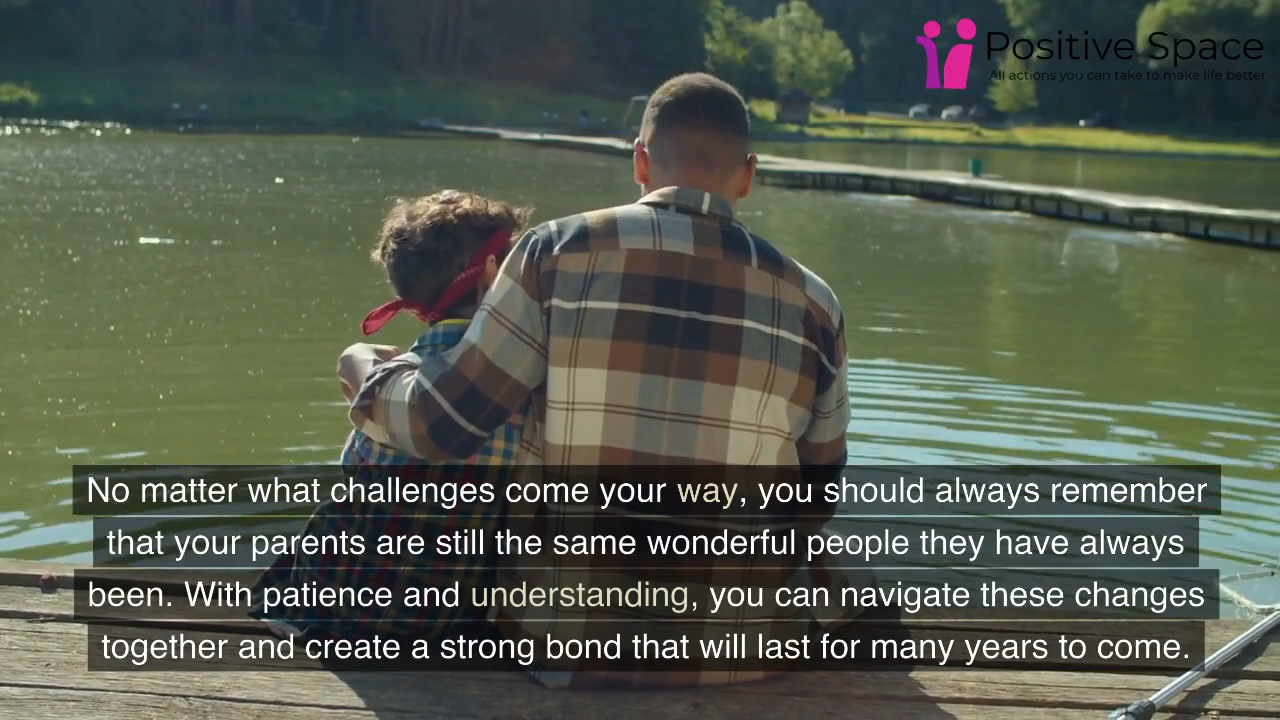 Positive Space
All actions you can take to make life better
No matter what challenges come your way, you should always remember
that your parents are still the same wonderful people they have always
been. With patience and understanding, you can navigate these changes
together and create a strong bond that will last for many years to come.